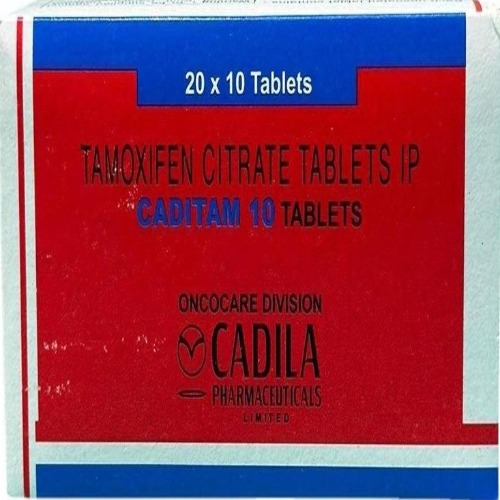 20 x 10 Tablets
TAMOXIFEN CITRATE TABLETS IP
CADITAM 10 TABLETS
ONCOCARE DIVISION
CADILA
PHARMACEUTICALS
LIMITED